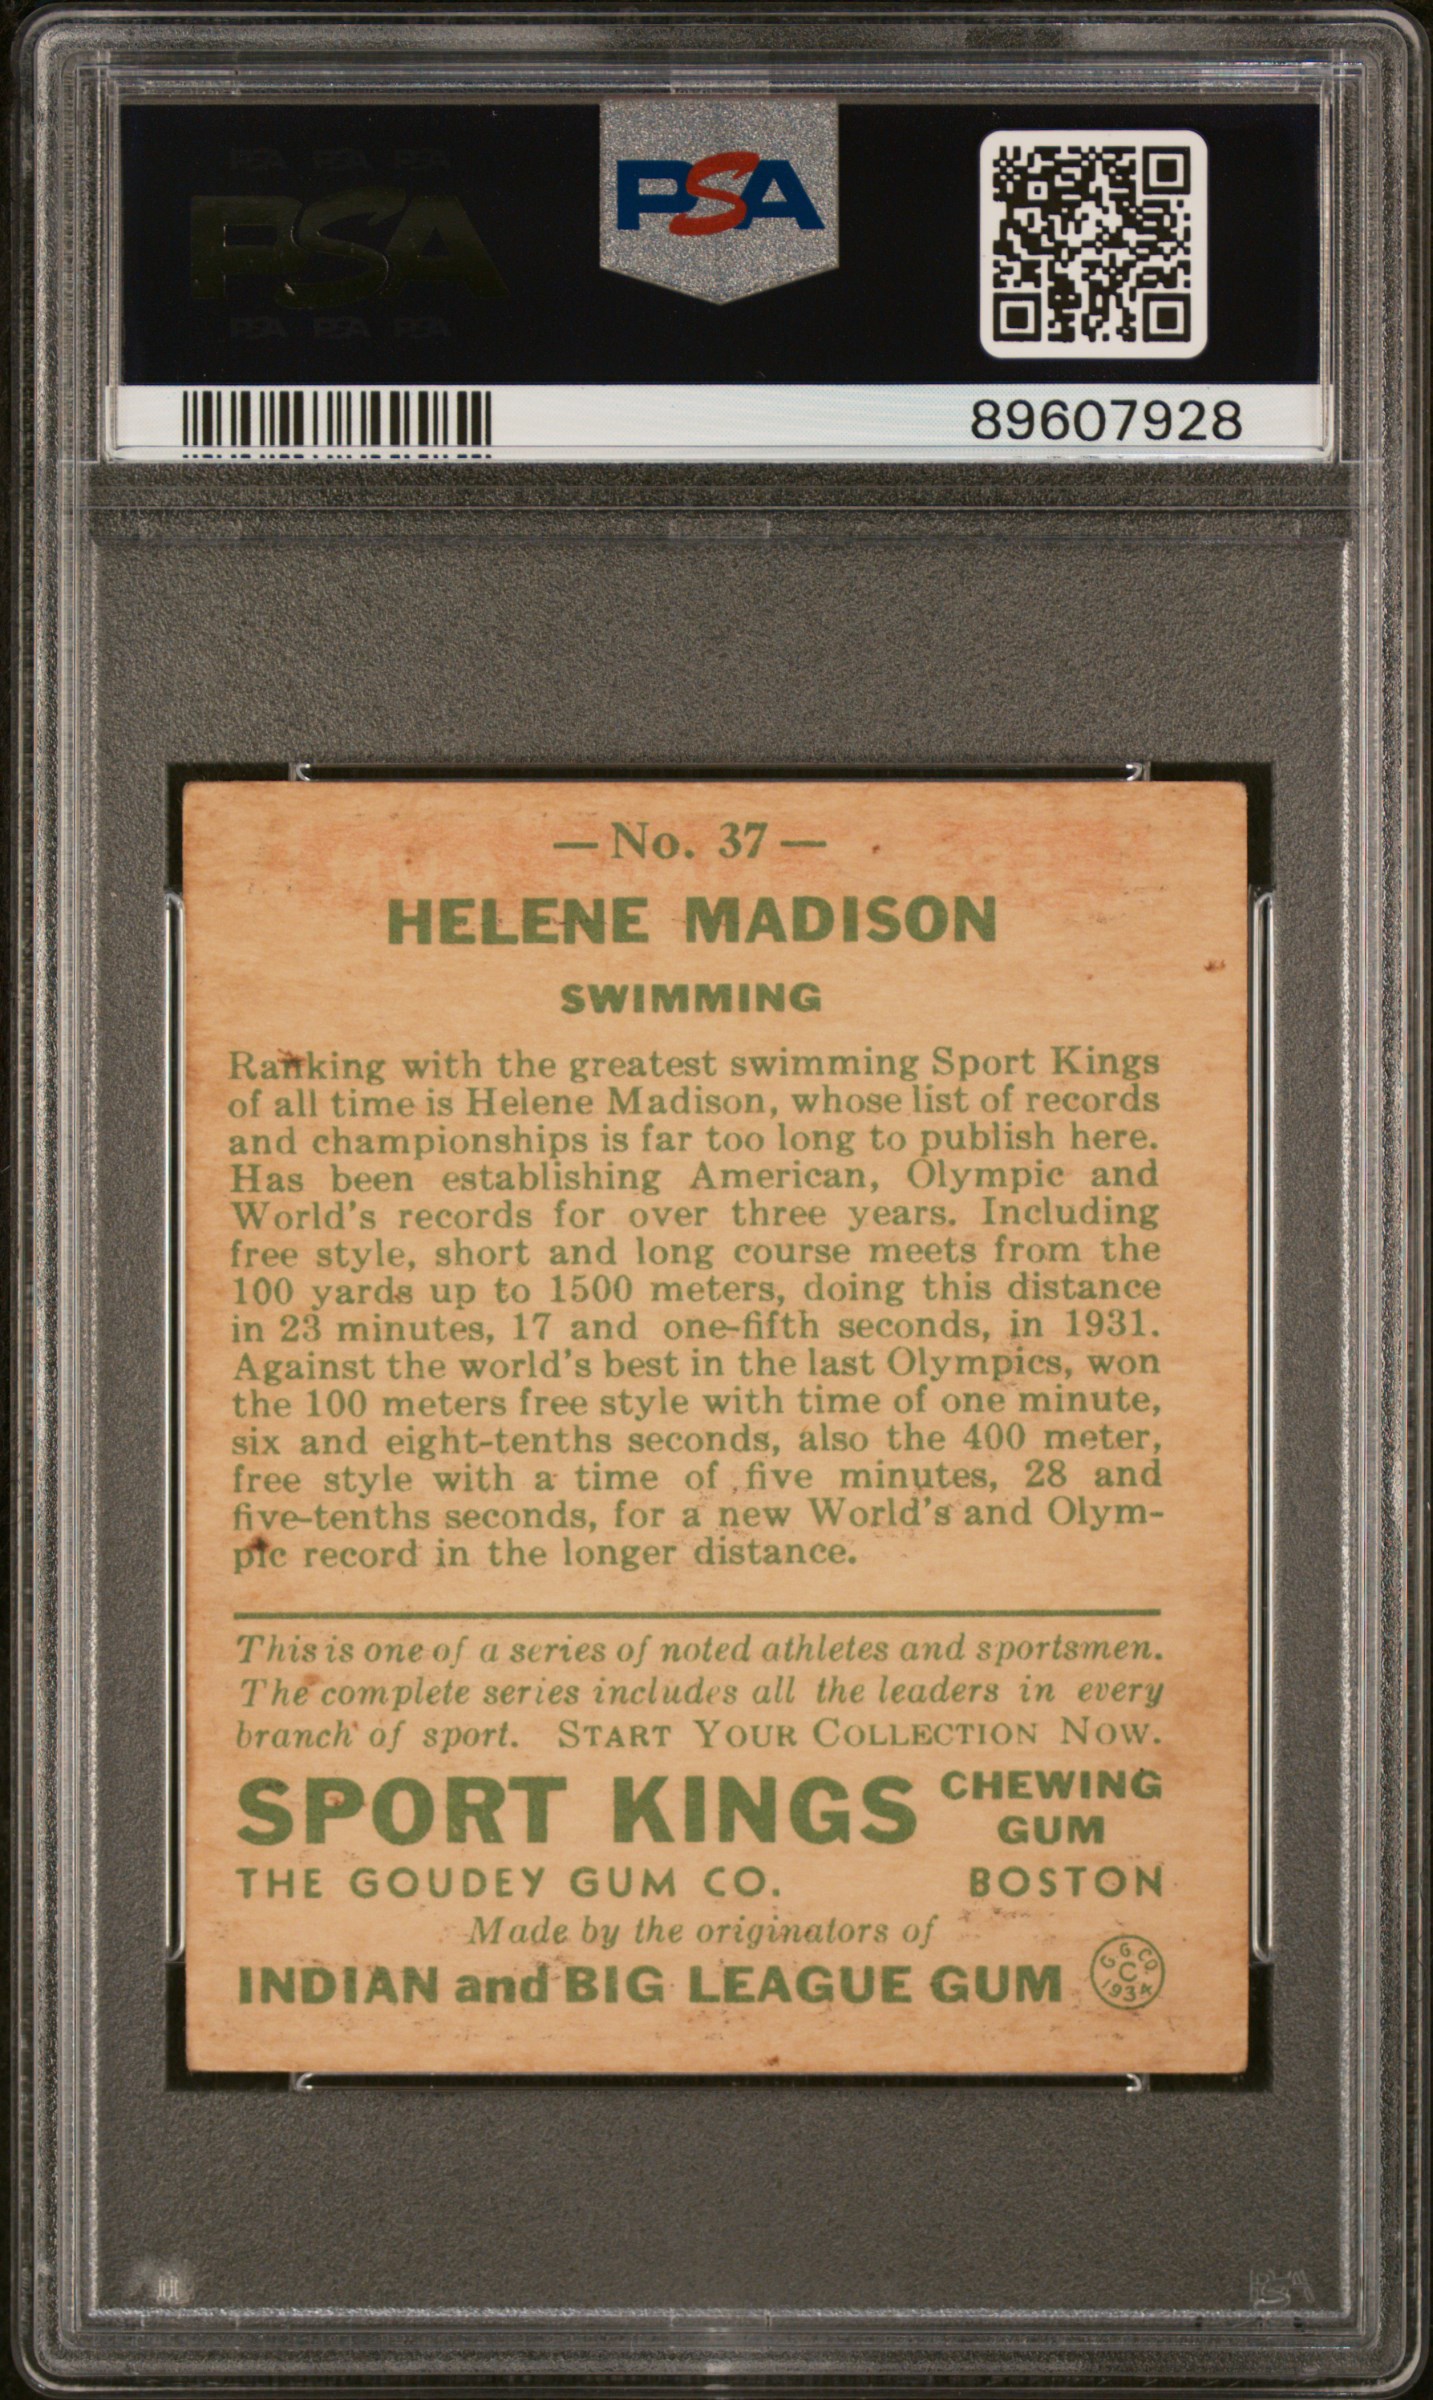 PSA PSA PSA
PSA
PSA PSA PSA
PSA
89607928
— No. 37 —
HELENE MADISON
SWIMMING
Ranking with the greatest swimming Sport Kings
of all time is Helene Madison, whose list of records
and championships is far too long to publish here.
Has been establishing American, Olympic and
World's records for over three years. Including
free style, short and long course meets from the
100 yards up to 1500 meters, doing this distance
in 23 minutes, 17 and one-fifth seconds, in 1931.
Against the world's best in the last Olympics, won
the 100 meters free style with time of one minute,
six and eight-tenths seconds, also the 400 meter,
free style with a time of five minutes, 28 and
five-tenths seconds, for a new World's and Olym-
pic record in the longer distance.
This is one of a series of noted athletes and sportsmen.
The complete series includes all the leaders in every
branch of sport. START YOUR COLLECTION NOW.
SPORT KINGS CHEWING GUM
THE GOUDEY GUM CO. BOSTON
Made by the originators of
INDIAN and BIG LEAGUE GUM
G. G. CO.
C
1934
PSA